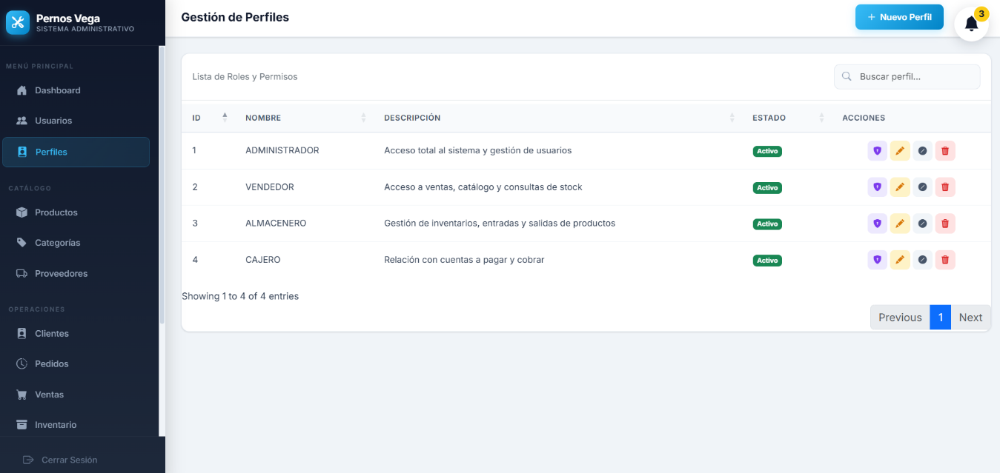 Pernos Vega
SISTEMA ADMINISTRATIVO
MENÚ PRINCIPAL
Dashboard
Usuarios
Perfiles
CATÁLOGO
Productos
Categorías
Proveedores
OPERACIONES
Clientes
Pedidos
Ventas
Inventario
Cerrar Sesión
Gestión de Perfiles
+ Nuevo Perfil
3
Lista de Roles y Permisos
Buscar perfil...
ID NOMBRE DESCRIPCIÓN ESTADO ACCIONES
1 ADMINISTRADOR Acceso total al sistema y gestión de usuarios Activo
2 VENDEDOR Acceso a ventas, catálogo y consultas de stock Activo
3 ALMACENERO Gestión de inventarios, entradas y salidas de productos Activo
4 CAJERO Relación con cuentas a pagar y cobrar Activo
Showing 1 to 4 of 4 entries
Previous 1 Next